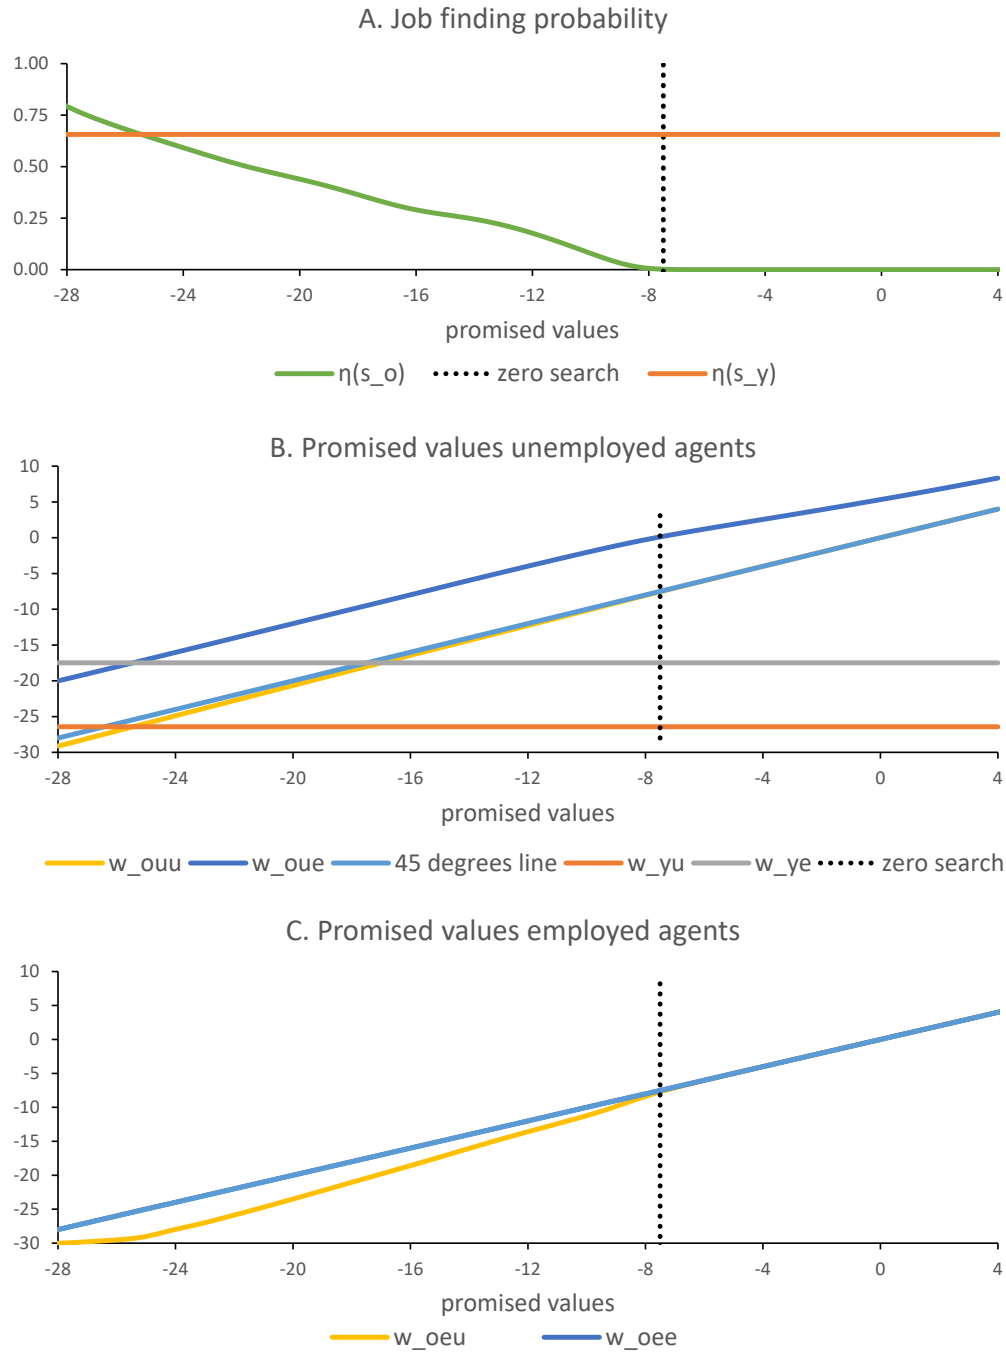 A. Job finding probability
1.00
0.75
0.50
0.25
0.00
-28 -24 -20 -16 -12 -8 -4 0 4
promised values
η(s_o) zero search η(s_y)
B. Promised values unemployed agents
10
5
0
-5
-10
-15
-20
-25
-30
-28 -24 -20 -16 -12 -8 -4 0 4
promised values
w_ouu w_oue 45 degrees line w_yu w_ye zero search
C. Promised values employed agents
10
5
0
-5
-10
-15
-20
-25
-30
-28 -24 -20 -16 -12 -8 -4 0 4
promised values
w_oeu w_oee